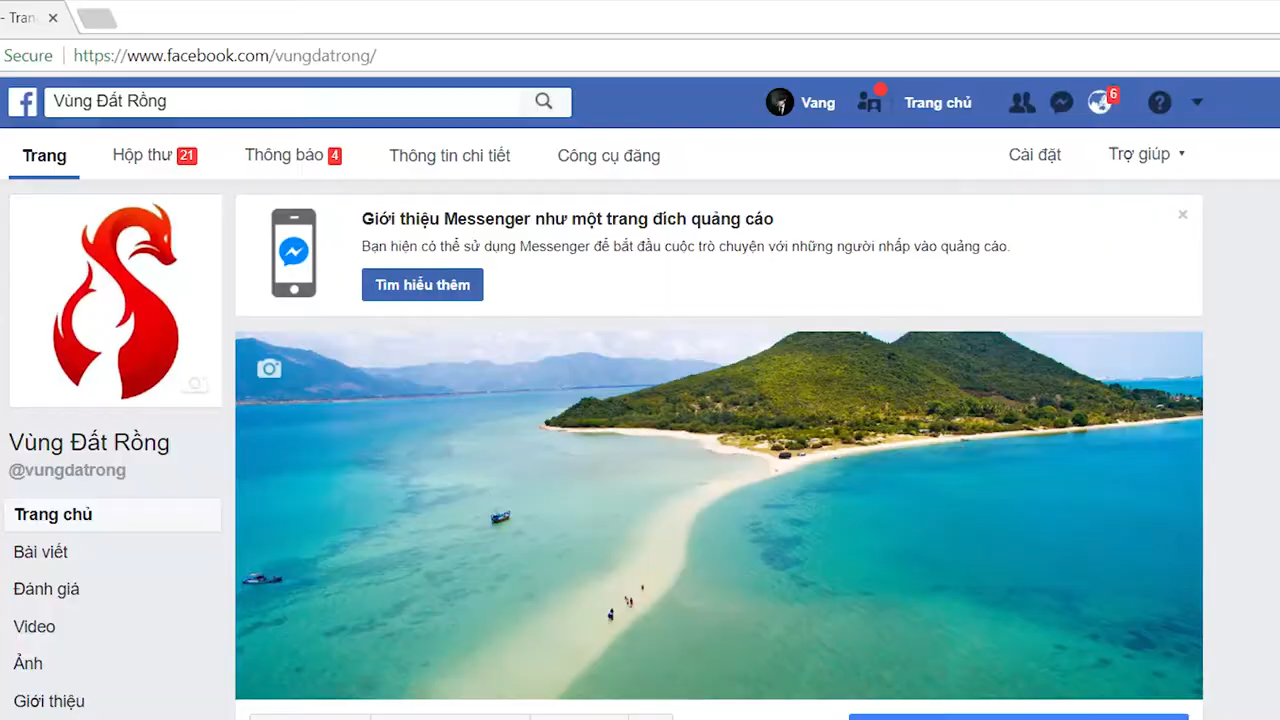 - Tran
Secure https://www.facebook.com/vungdatrong/
Vùng Đất Rồng
Vang
Trang chủ
6
Trang
Hộp thư 21
Thông báo 4
Thông tin chi tiết
Công cụ đăng
Cài đặt
Trợ giúp
Giới thiệu Messenger như một trang đích quảng cáo
Bạn hiện có thể sử dụng Messenger để bắt đầu cuộc trò chuyện với những người nhấp vào quảng cáo.
Tìm hiểu thêm
Vùng Đất Rồng
@vungdatrong
Trang chủ
Bài viết
Đánh giá
Video
Ảnh
Giới thiệu